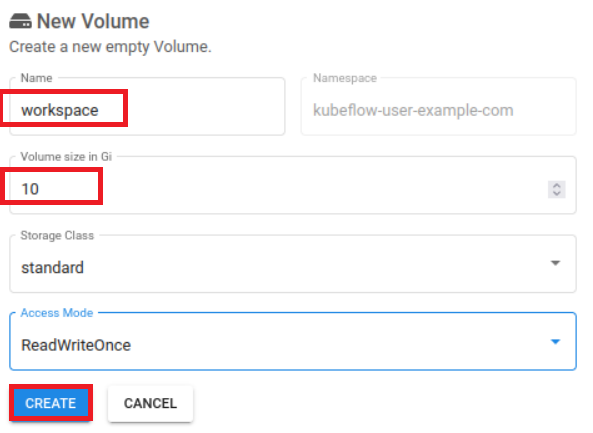 New Volume
Create a new empty Volume.
Name
workspace
Namespace
kubeflow-user-example-com
Volume size in Gi
10
Storage Class
standard
Access Mode
ReadWriteOnce
CREATE CANCEL